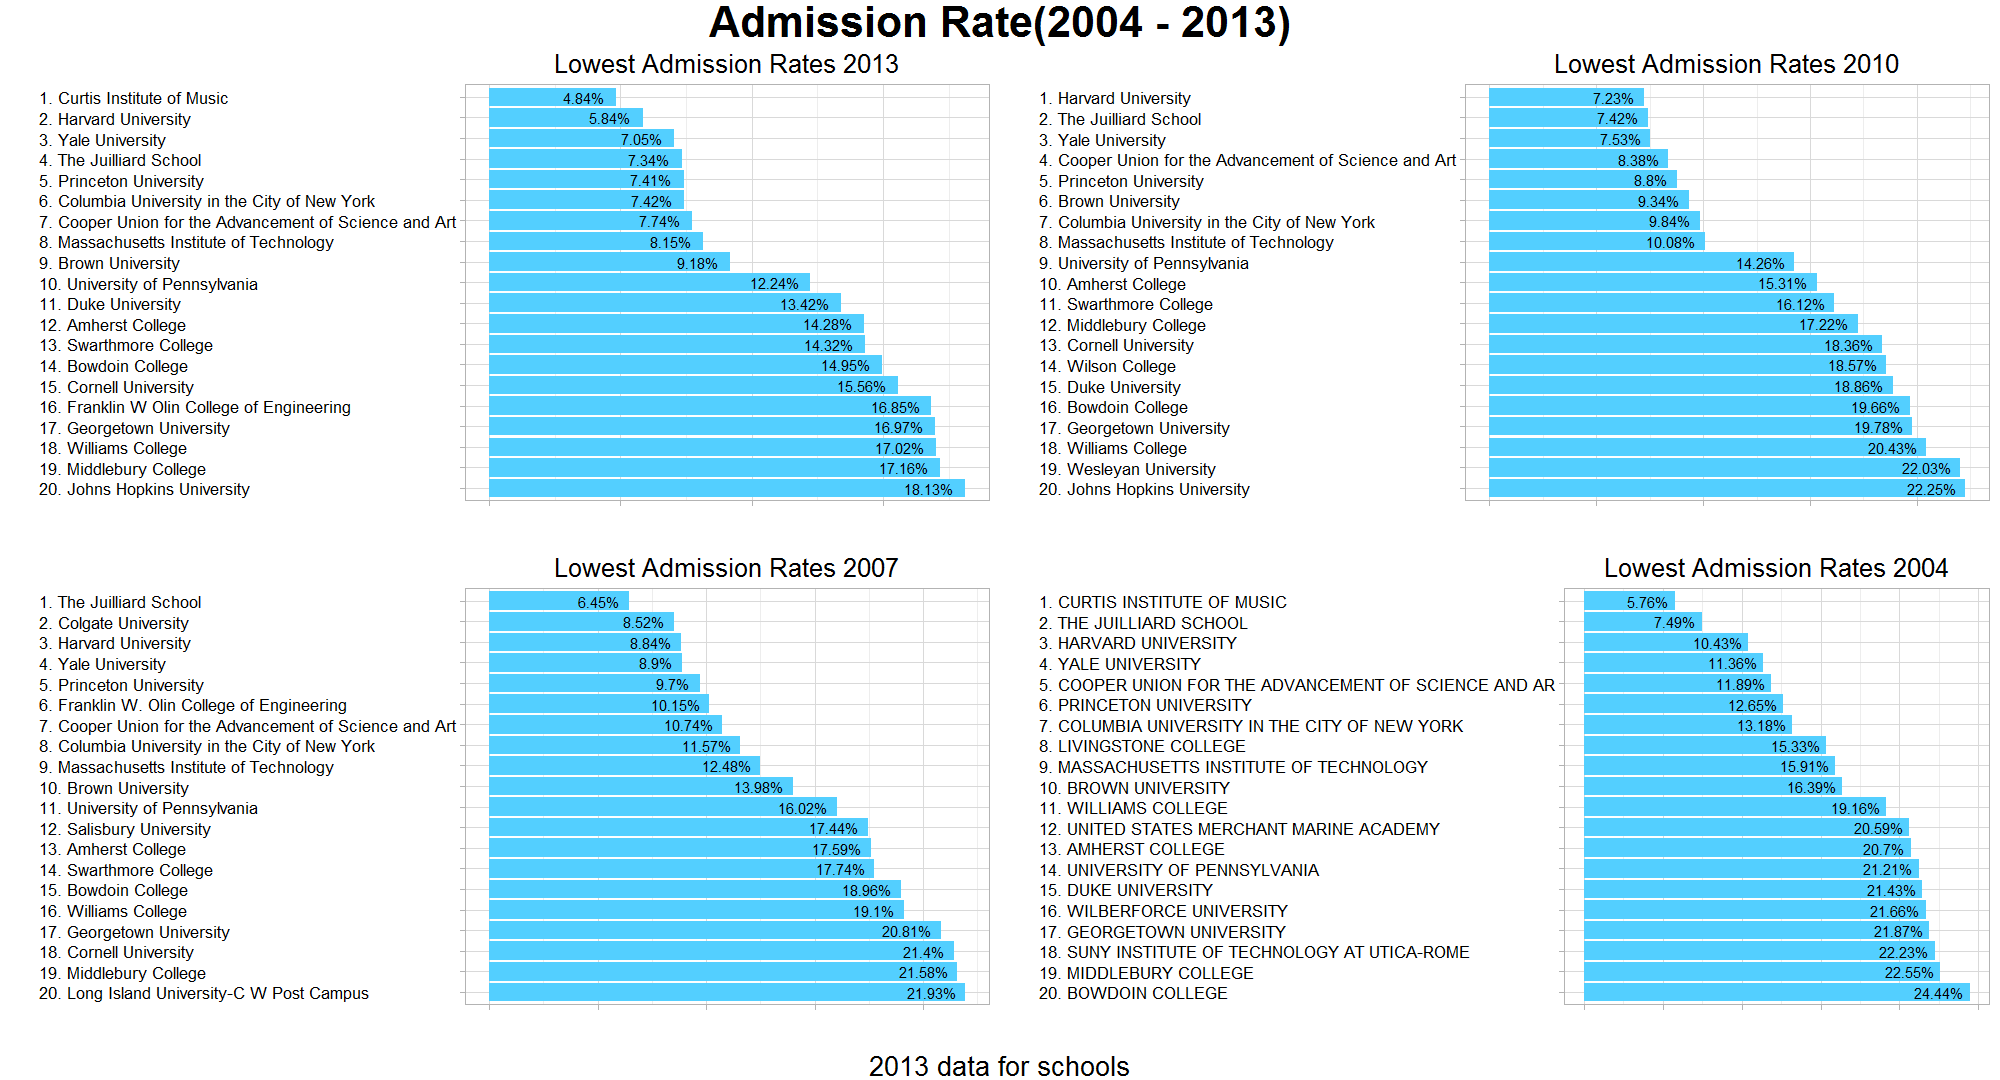 Admission Rate(2004 - 2013)
Lowest Admission Rates 2013
1. Curtis Institute of Music 4.84%
2. Harvard University 5.84%
3. Yale University 7.05%
4. The Juilliard School 7.34%
5. Princeton University 7.41%
6. Columbia University in the City of New York 7.42%
7. Cooper Union for the Advancement of Science and Art 7.74%
8. Massachusetts Institute of Technology 8.15%
9. Brown University 9.18%
10. University of Pennsylvania 12.24%
11. Duke University 13.42%
12. Amherst College 14.28%
13. Swarthmore College 14.32%
14. Bowdoin College 14.95%
15. Cornell University 15.56%
16. Franklin W Olin College of Engineering 16.85%
17. Georgetown University 16.97%
18. Williams College 17.02%
19. Middlebury College 17.16%
20. Johns Hopkins University 18.13%
Lowest Admission Rates 2010
1. Harvard University 7.23%
2. The Juilliard School 7.42%
3. Yale University 7.53%
4. Cooper Union for the Advancement of Science and Art 8.38%
5. Princeton University 8.8%
6. Brown University 9.34%
7. Columbia University in the City of New York 9.84%
8. Massachusetts Institute of Technology 10.08%
9. University of Pennsylvania 14.26%
10. Amherst College 15.31%
11. Swarthmore College 16.12%
12. Middlebury College 17.22%
13. Cornell University 18.36%
14. Wilson College 18.57%
15. Duke University 18.86%
16. Bowdoin College 19.66%
17. Georgetown University 19.78%
18. Williams College 20.43%
19. Wesleyan University 22.03%
20. Johns Hopkins University 22.25%
Lowest Admission Rates 2007
1. The Juilliard School 6.45%
2. Colgate University 8.52%
3. Harvard University 8.84%
4. Yale University 8.9%
5. Princeton University 9.7%
6. Franklin W. Olin College of Engineering 10.15%
7. Cooper Union for the Advancement of Science and Art 10.74%
8. Columbia University in the City of New York 11.57%
9. Massachusetts Institute of Technology 12.48%
10. Brown University 13.98%
11. University of Pennsylvania 16.02%
12. Salisbury University 17.44%
13. Amherst College 17.59%
14. Swarthmore College 17.74%
15. Bowdoin College 18.96%
16. Williams College 19.1%
17. Georgetown University 20.81%
18. Cornell University 21.4%
19. Middlebury College 21.58%
20. Long Island University-C W Post Campus 21.93%
Lowest Admission Rates 2004
1. CURTIS INSTITUTE OF MUSIC 5.76%
2. THE JUILLIARD SCHOOL 7.49%
3. HARVARD UNIVERSITY 10.43%
4. YALE UNIVERSITY 11.36%
5. COOPER UNION FOR THE ADVANCEMENT OF SCIENCE AND AR 11.89%
6. PRINCETON UNIVERSITY 12.65%
7. COLUMBIA UNIVERSITY IN THE CITY OF NEW YORK 13.18%
8. LIVINGSTONE COLLEGE 15.33%
9. MASSACHUSETTS INSTITUTE OF TECHNOLOGY 15.91%
10. BROWN UNIVERSITY 16.39%
11. WILLIAMS COLLEGE 19.16%
12. UNITED STATES MERCHANT MARINE ACADEMY 20.59%
13. AMHERST COLLEGE 20.7%
14. UNIVERSITY OF PENNSYLVANIA 21.21%
15. DUKE UNIVERSITY 21.43%
16. WILBERFORCE UNIVERSITY 21.66%
17. GEORGETOWN UNIVERSITY 21.87%
18. SUNY INSTITUTE OF TECHNOLOGY AT UTICA-ROME 22.23%
19. MIDDLEBURY COLLEGE 22.55%
20. BOWDOIN COLLEGE 24.44%
2013 data for schools